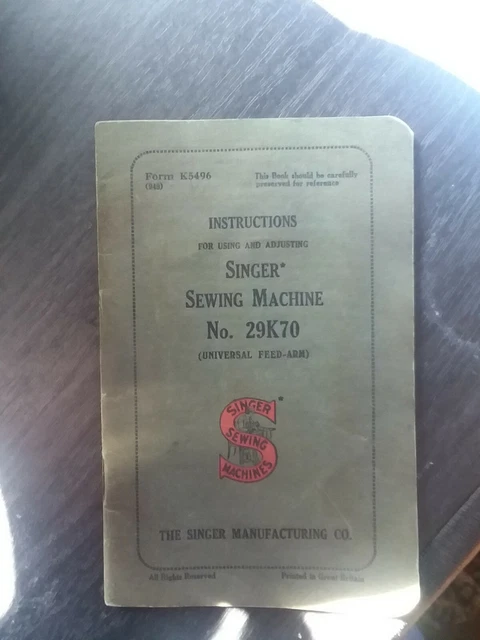 Form K5496
This Book should be carefully
preserved for reference
INSTRUCTIONS
FOR USING AND ADJUSTING
SINGER*
SEWING MACHINE
No. 29K70
(UNIVERSAL FEED-ARM)
SINGER
SEWING
MACHINES
THE SINGER MANUFACTURING CO.
All Rights Reserved
Printed in Great Britain